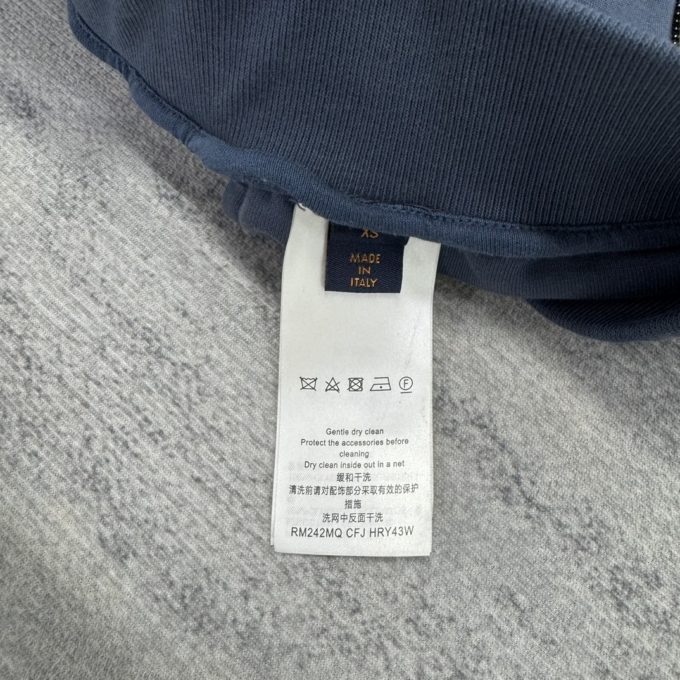 XS
MADE
IN
ITALY
F
Gentle dry clean
Protect the accessories before
cleaning
Dry clean inside out in a net
缓和干洗
清洗前请对配饰部分采取有效的保护
措施
洗网中反面干洗
RM242MQ CFJ HRY43W